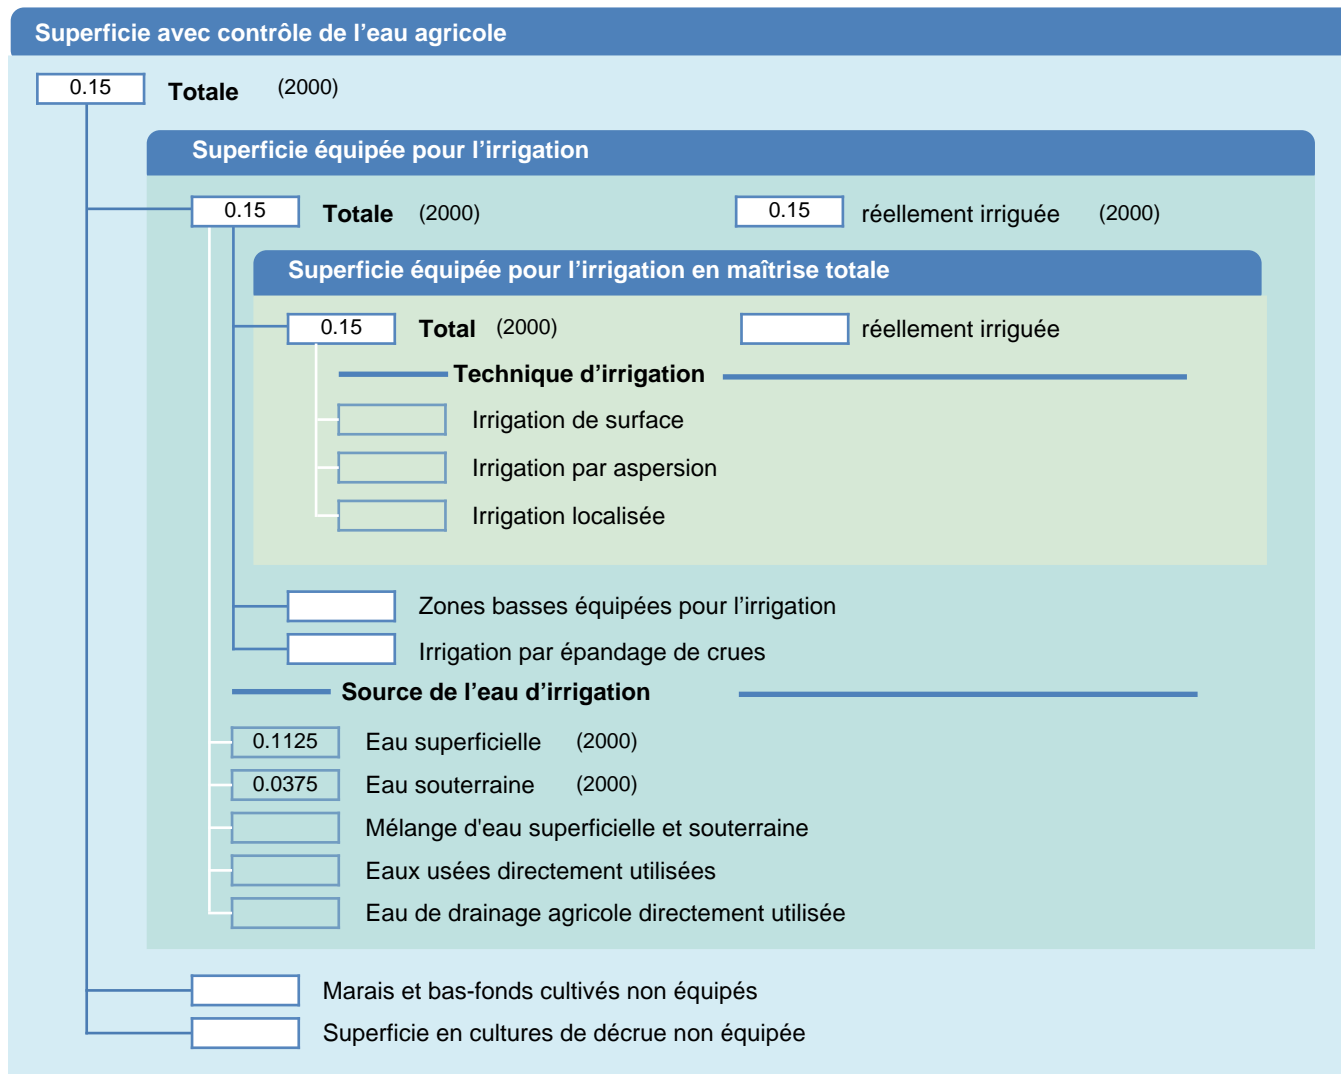 Superficie avec contrôle de l’eau agricole
0.15 Totale (2000)
Superficie équipée pour l’irrigation
0.15 Totale (2000) 0.15 réellement irriguée (2000)
Superficie équipée pour l’irrigation en maîtrise totale
0.15 Total (2000) réellement irriguée
Technique d’irrigation
Irrigation de surface
Irrigation par aspersion
Irrigation localisée
Zones basses équipées pour l’irrigation
Irrigation par épandage de crues
Source de l’eau d’irrigation
0.1125 Eau superficielle (2000)
0.0375 Eau souterraine (2000)
Mélange d'eau superficielle et souterraine
Eaux usées directement utilisées
Eau de drainage agricole directement utilisée
Marais et bas-fonds cultivés non équipés
Superficie en cultures de décrue non équipée